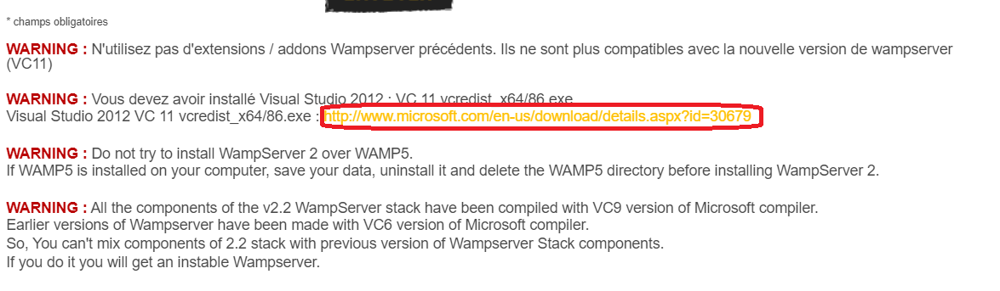 * champs obligatoires
WARNING : N'utilisez pas d'extensions / addons Wampserver précédents. Ils ne sont plus compatibles avec la nouvelle version de wampserver
(VC11)
WARNING : Vous devez avoir installé Visual Studio 2012 : VC 11 vcredist_x64/86.exe
Visual Studio 2012 VC 11 vcredist_x64/86.exe : http://www.microsoft.com/en-us/download/details.aspx?id=30679
WARNING : Do not try to install WampServer 2 over WAMP5.
If WAMP5 is installed on your computer, save your data, uninstall it and delete the WAMP5 directory before installing WampServer 2.
WARNING : All the components of the v2.2 WampServer stack have been compiled with VC9 version of Microsoft compiler.
Earlier versions of Wampserver have been made with VC6 version of Microsoft compiler.
So, You can't mix components of 2.2 stack with previous version of Wampserver Stack components.
If you do it you will get an instable Wampserver.